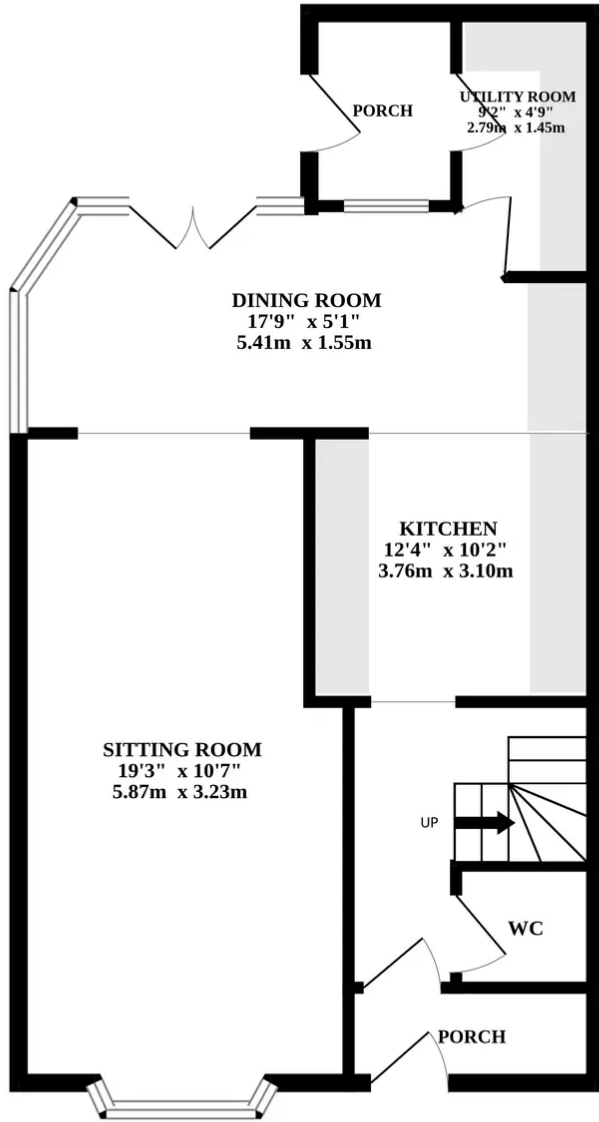 PORCH
UTILITY ROOM
9'2" x 4'9"
2.79m x 1.45m
DINING ROOM
17'9" x 5'1"
5.41m x 1.55m
KITCHEN
12'4" x 10'2"
3.76m x 3.10m
SITTING ROOM
19'3" x 10'7"
5.87m x 3.23m
UP
WC
PORCH